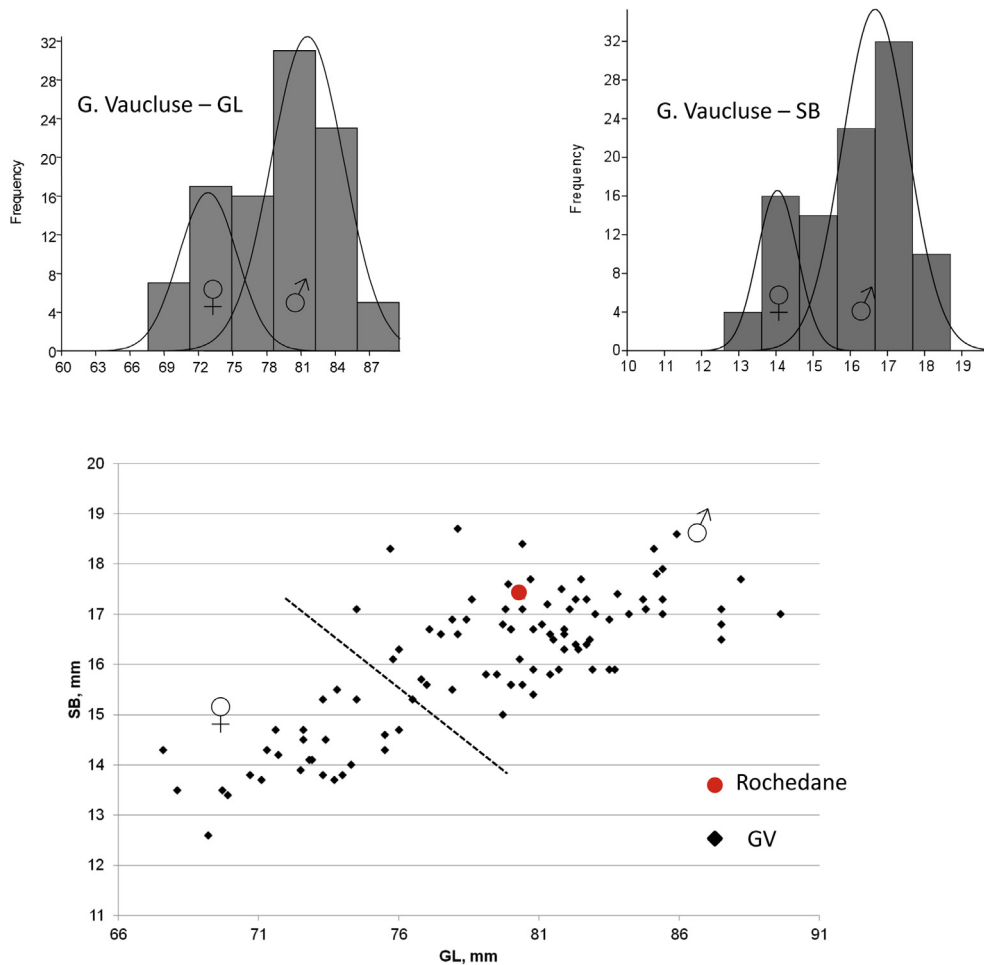 32
28
24
20
16
12
8
4
0
Frequency
G. Vaucluse – GL
♀ ♂
60 63 66 69 72 75 78 81 84 87
32
28
24
20
16
12
8
4
0
Frequency
G. Vaucluse – SB
♀ ♂
10 11 12 13 14 15 16 17 18 19
20
19
18
17
16
15
14
13
12
11
SB, mm
♂
♀
Rochedane
GV
66 71 76 81 86 91
GL, mm